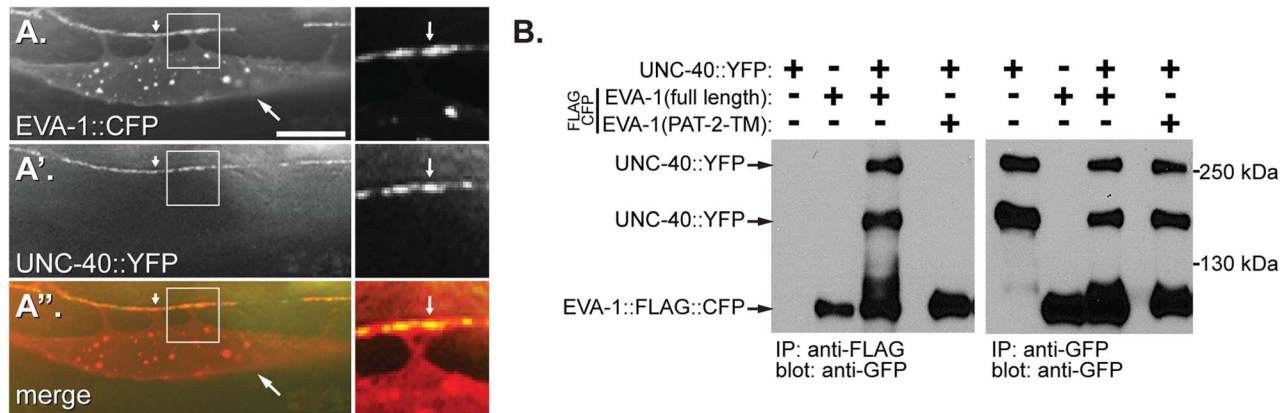 A.
EVA-1::CFP
A'.
UNC-40::YFP
A''.
merge
B.
UNC-40::YFP: + - + + + - + +
FLAG CFP
EVA-1(full length): - + + - - + + -
EVA-1(PAT-2-TM): - - - + - - - +
UNC-40::YFP
UNC-40::YFP
EVA-1::FLAG::CFP
-250 kDa
-130 kDa
IP: anti-FLAG
blot: anti-GFP
IP: anti-GFP
blot: anti-GFP